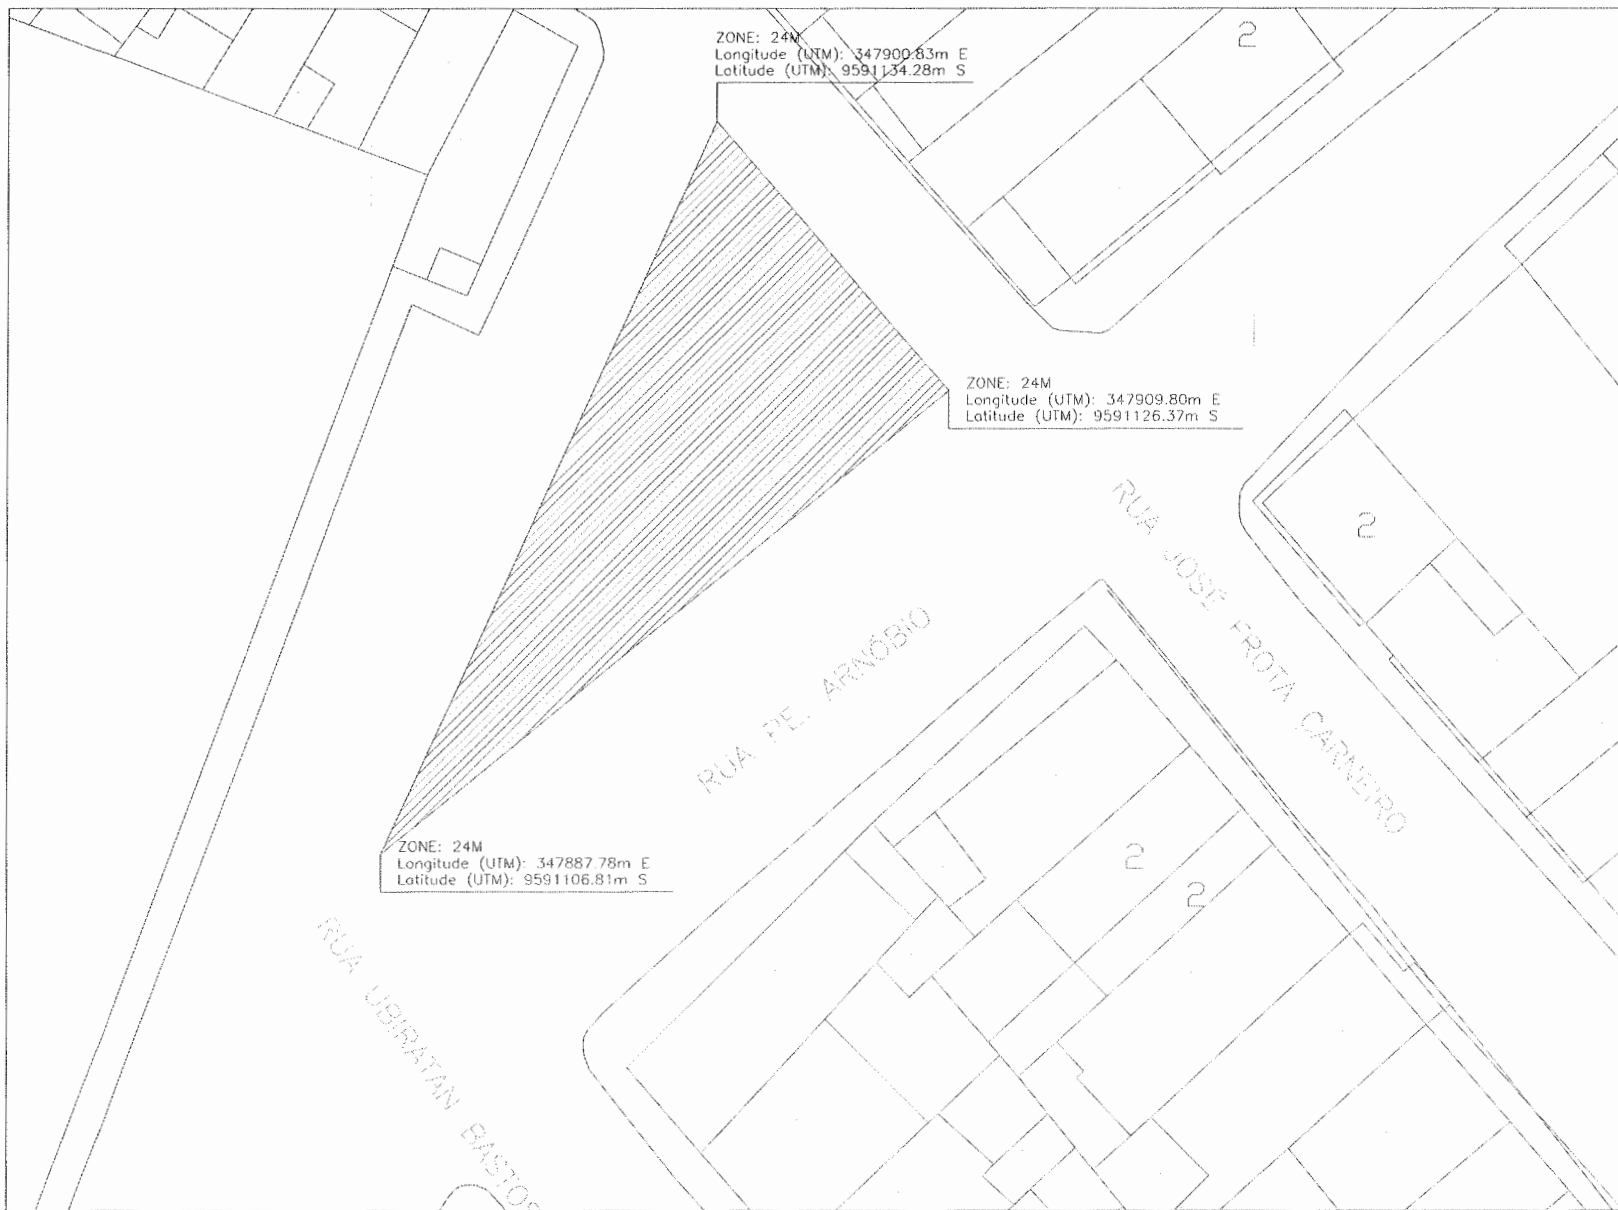 2
ZONE: 24M
Longitude (UTM): 347900.83m E
Latitude (UTM): 9591134.28m S
ZONE: 24M
Longitude (UTM): 347909.80m E
Latitude (UTM): 9591126.37m S
RUA JOSÉ FROTA CARNEIRO
2
RUA PE. ARNÓBIO
ZONE: 24M
Longitude (UTM): 347887.78m E
Latitude (UTM): 9591106.81m S
2
2
RUA UBIRATAN BASTOS